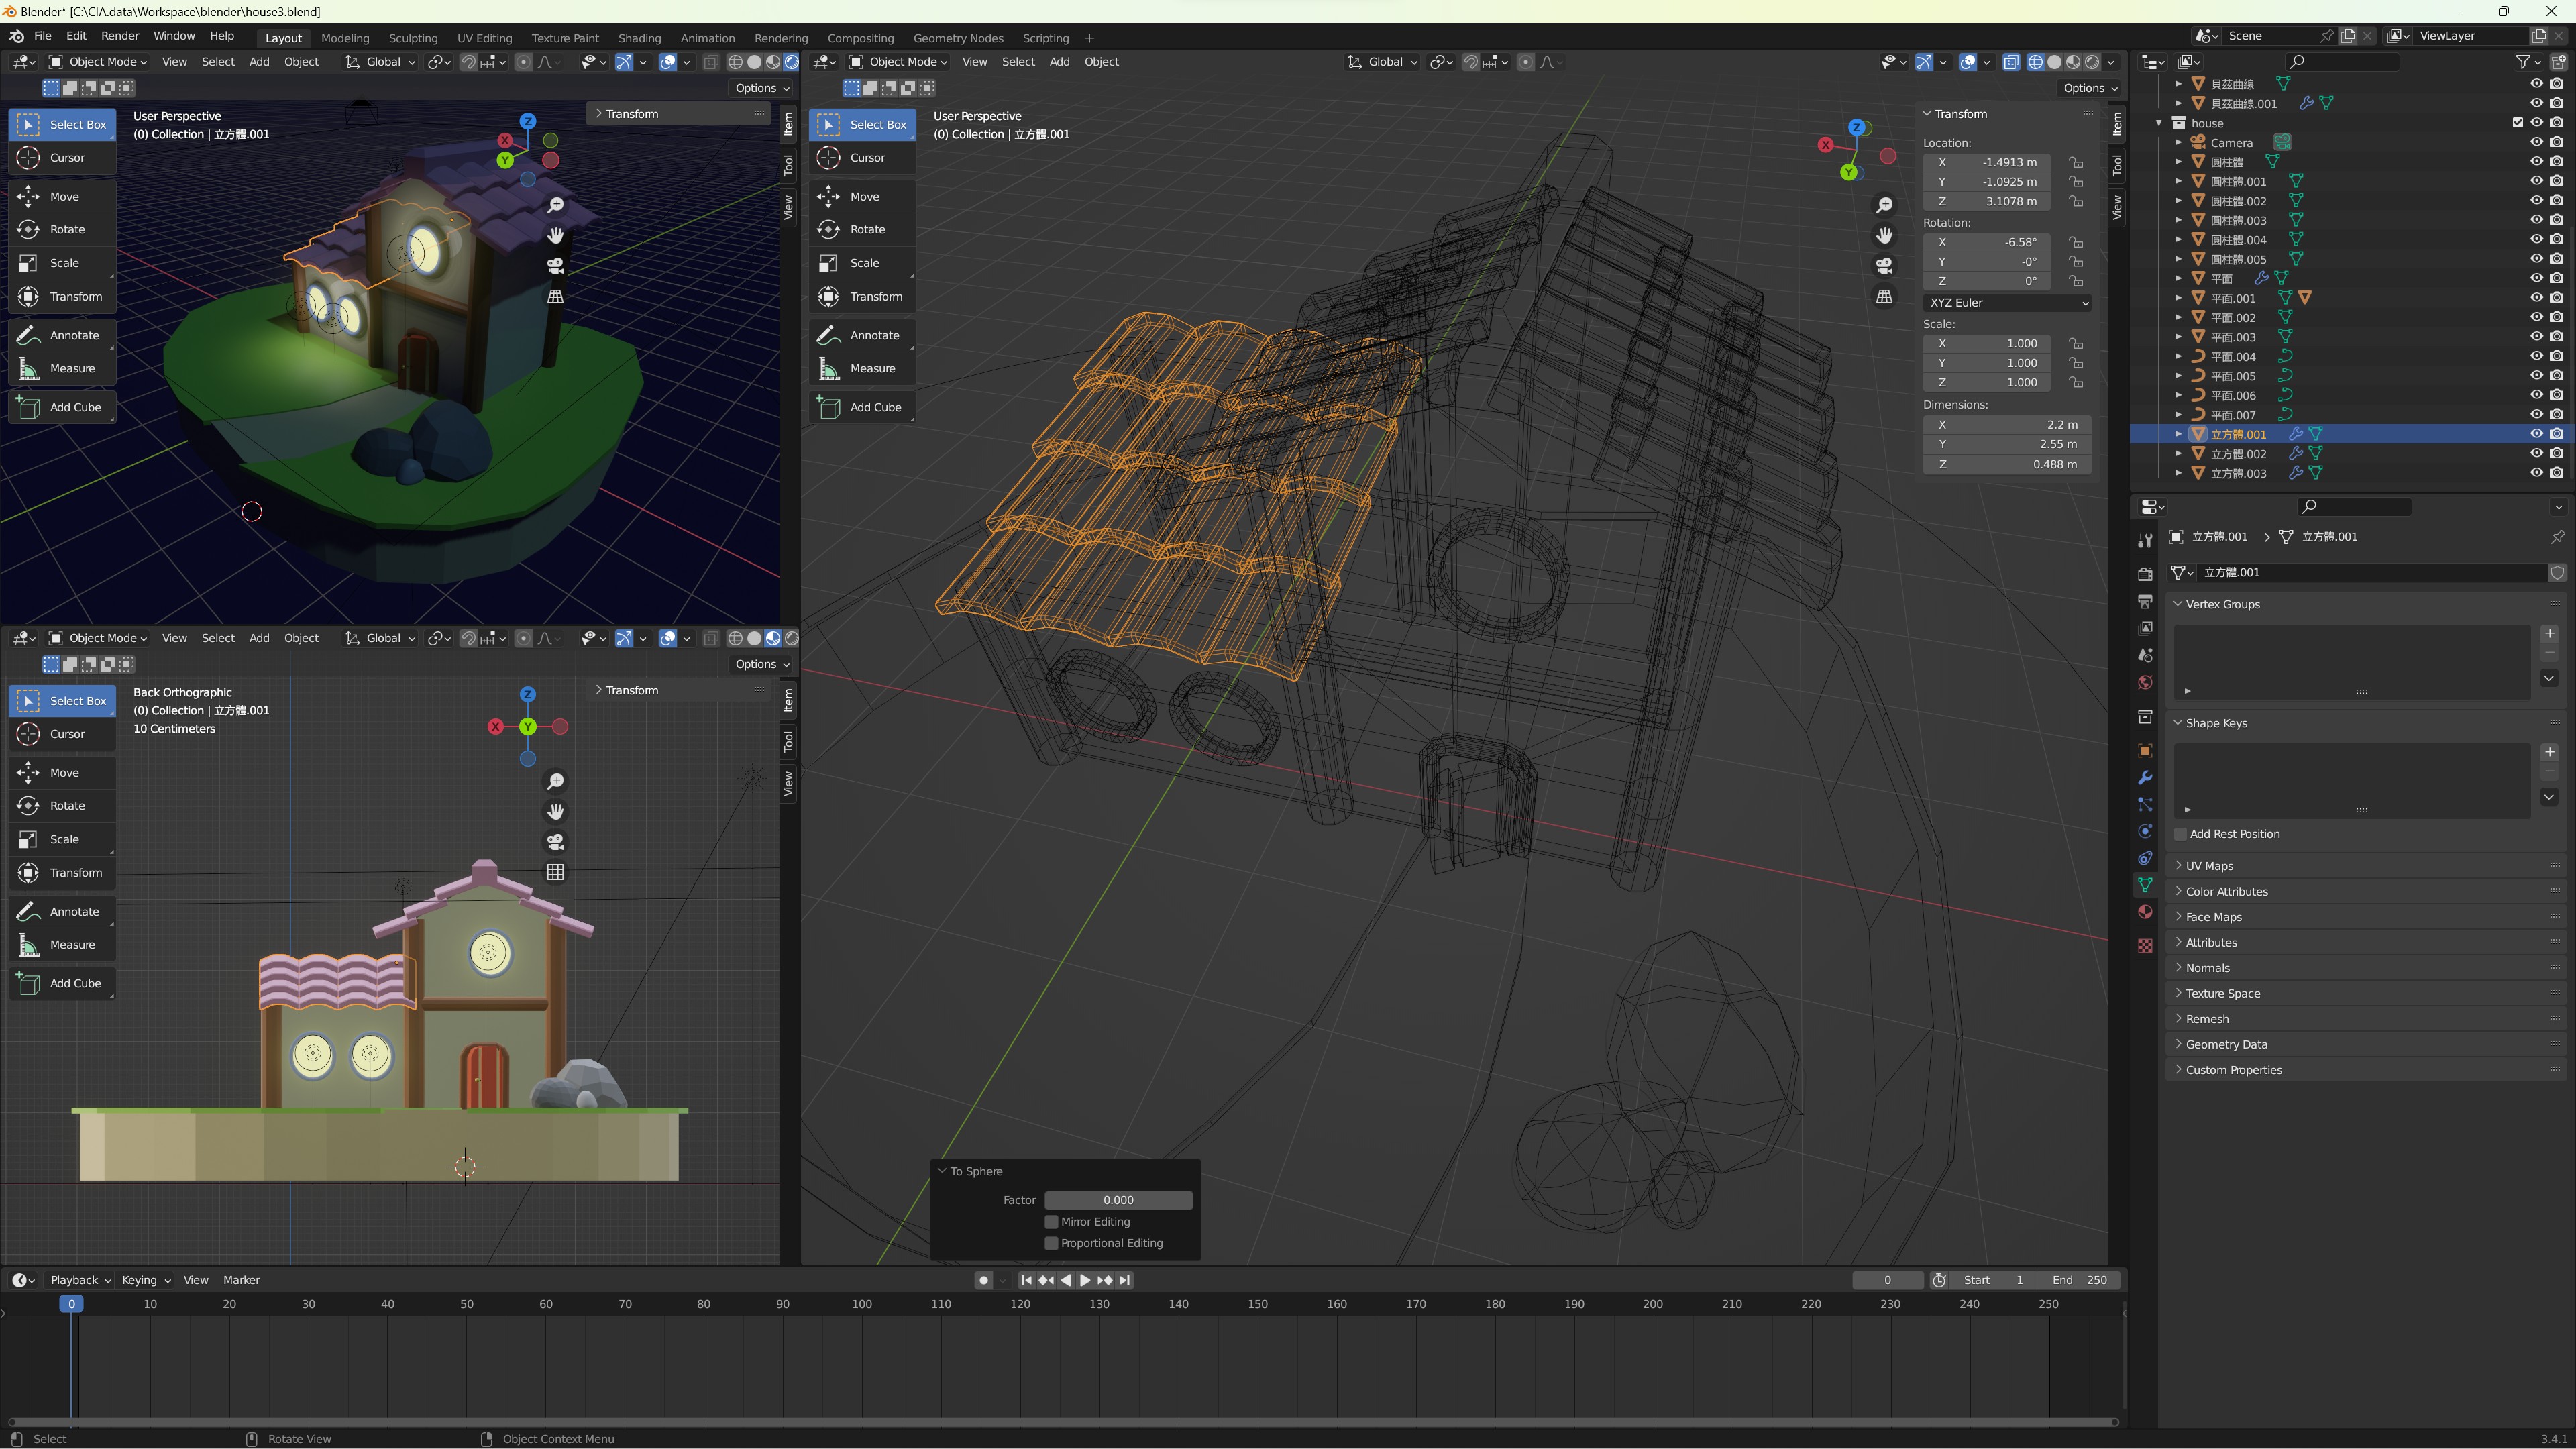 Blender* [C:\CIA.data\Workspace\blender\house3.blend]
File Edit Render Window Help Layout Modeling Sculpting UV Editing Texture Paint Shading Animation Rendering Compositing Geometry Nodes Scripting +
Scene ViewLayer
Object Mode View Select Add Object Global
Options
Select Box
Cursor
Move
Rotate
Scale
Transform
Annotate
Measure
Add Cube
User Perspective
(0) Collection | 立方體.001
Transform
X
Y
Z
Item
Tool
View
Object Mode View Select Add Object Global
Options
Select Box
Cursor
Move
Rotate
Scale
Transform
Annotate
Measure
Add Cube
Back Orthographic
(0) Collection | 立方體.001
10 Centimeters
Transform
Z
X
Y
Item
Tool
View
Object Mode View Select Add Object Global
Options
Select Box
Cursor
Move
Rotate
Scale
Transform
Annotate
Measure
Add Cube
User Perspective
(0) Collection | 立方體.001
Z
X
Y
Transform
Location:
X -1.4913 m
Y -1.0925 m
Z 3.1078 m
Rotation:
X -6.58°
Y -0°
Z 0°
XYZ Euler
Scale:
X 1.000
Y 1.000
Z 1.000
Dimensions:
X 2.2 m
Y 2.55 m
Z 0.488 m
Item
Tool
View
To Sphere
Factor 0.000
Mirror Editing
Proportional Editing
貝茲曲線
貝茲曲線.001
house
Camera
圓柱體
圓柱體.001
圓柱體.002
圓柱體.003
圓柱體.004
圓柱體.005
平面
平面.001
平面.002
平面.003
平面.004
平面.005
平面.006
平面.007
立方體.001
立方體.002
立方體.003
立方體.001 > 立方體.001
立方體.001
Vertex Groups
Shape Keys
Add Rest Position
UV Maps
Color Attributes
Face Maps
Attributes
Normals
Texture Space
Remesh
Geometry Data
Custom Properties
Playback Keying View Marker
0 Start 1 End 250
0 10 20 30 40 50 60 70 80 90 100 110 120 130 140 150 160 170 180 190 200 210 220 230 240 250
Select Rotate View Object Context Menu 3.4.1